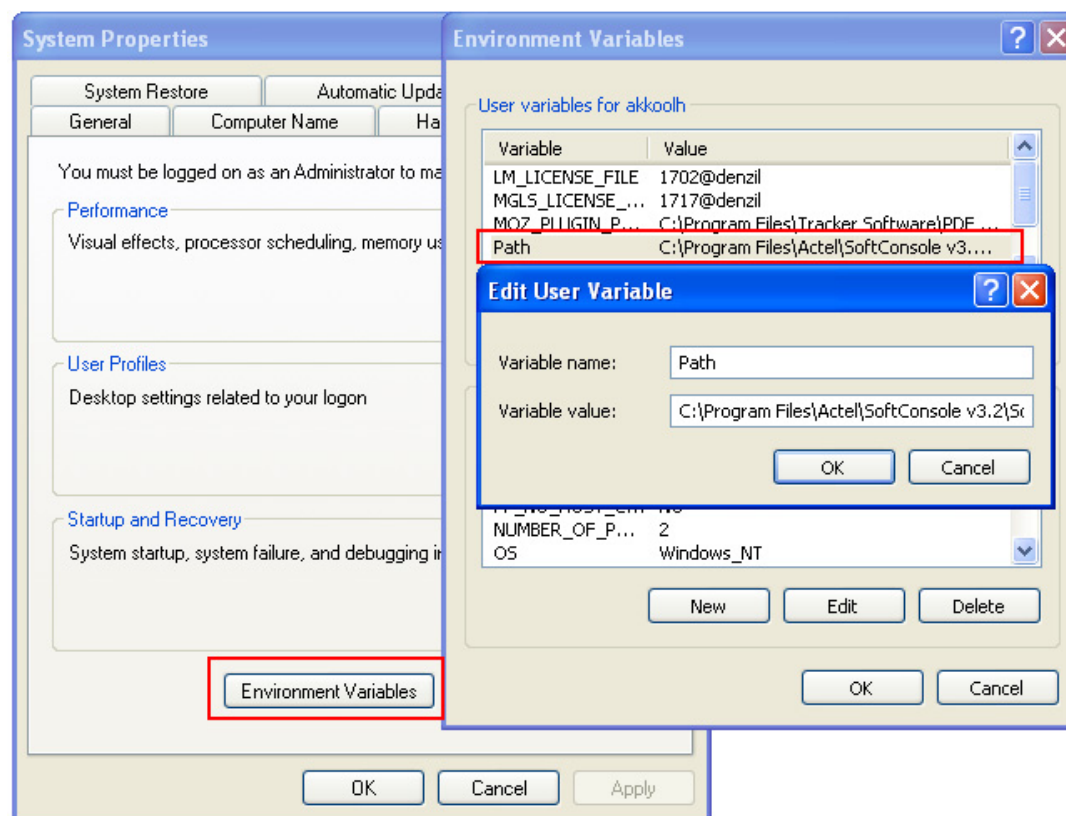 System Properties
System Restore
Automatic Upda
General
Computer Name
Ha
You must be logged on as an Administrator to ma
Performance
Visual effects, processor scheduling, memory us
User Profiles
Desktop settings related to your logon
Startup and Recovery
System startup, system failure, and debugging in
Environment Variables
OK
Cancel
Apply
Environment Variables
User variables for akkoolh
Variable
Value
LM_LICENSE_FILE 1702@denzil
MGLS_LICENSE_... 1717@denzil
MOZ_PLUGIN_P... C:\Program Files\Tracker Software\PDF ...
Path C:\Program Files\Actel\SoftConsole v3....
Edit User Variable
Variable name:
Path
Variable value:
C:\Program Files\Actel\SoftConsole v3.2\So
OK
Cancel
NUMBER_OF_P... 2
OS Windows_NT
New
Edit
Delete
OK
Cancel